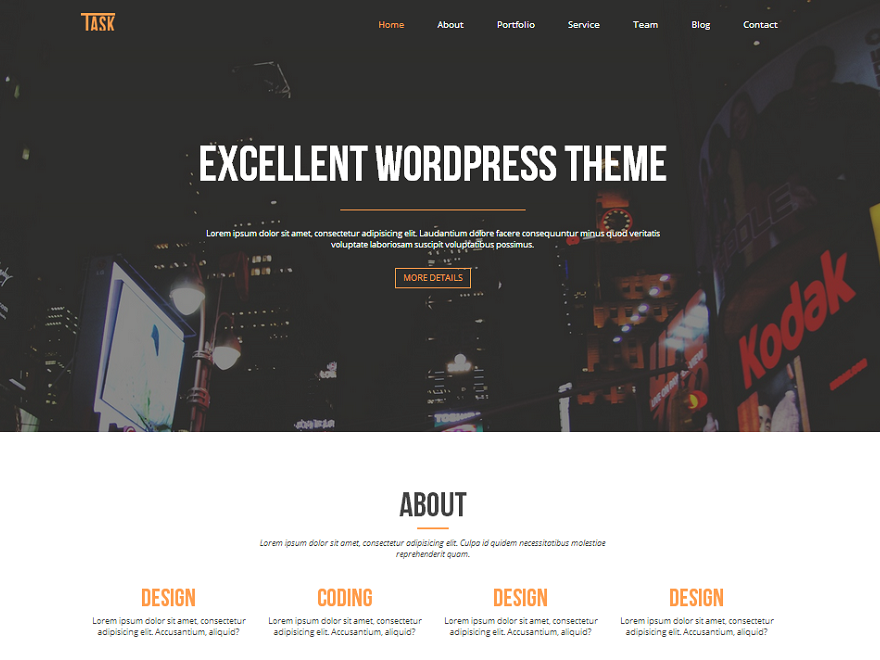 TASK
Home About Portfolio Service Team Blog Contact
EXCELLENT WORDPRESS THEME
Lorem ipsum dolor sit amet, consectetur adipisicing elit. Laudantium dolore facere consequuntur minus quod veritatis
voluptate laboriosam suscipit voluptatibus possimus.
MORE DETAILS
Kodak
TOSHIBA
ABOUT
Lorem ipsum dolor sit amet, consectetur adipisicing elit. Culpa id quidem necessitatibus molestiae
reprehenderit quam.
DESIGN CODING DESIGN DESIGN
Lorem ipsum dolor sit amet, consectetur Lorem ipsum dolor sit amet, consectetur Lorem ipsum dolor sit amet, consectetur Lorem ipsum dolor sit amet, consectetur
adipisicing elit. Accusantium, aliquid? adipisicing elit. Accusantium, aliquid? adipisicing elit. Accusantium, aliquid? adipisicing elit. Accusantium, aliquid?